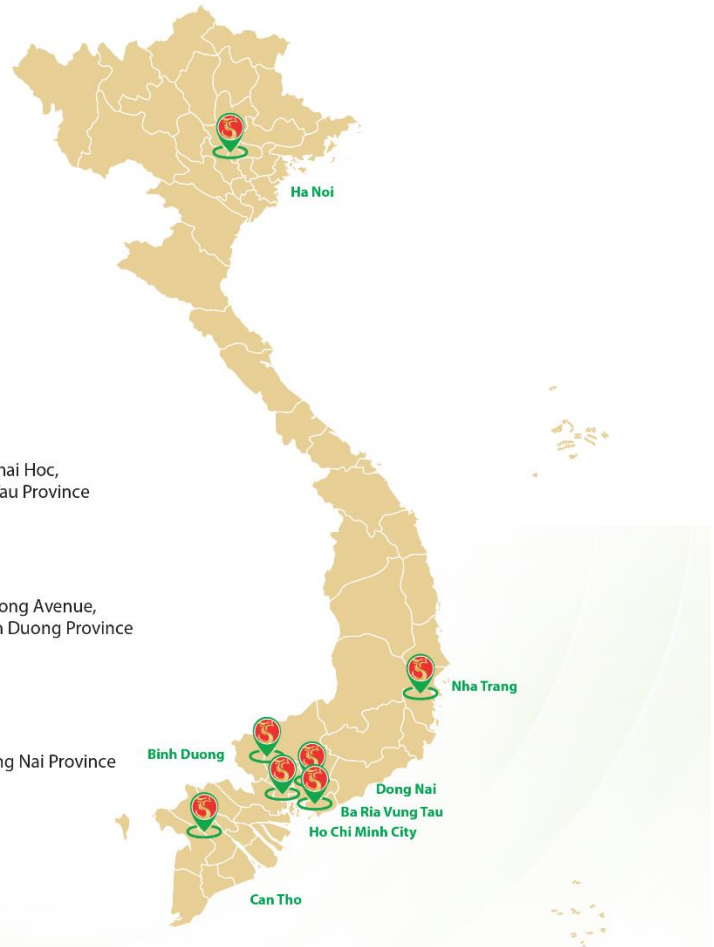 Ha Noi
hai Hoc,
au Province
ong Avenue,
Duong Province
Nha Trang
Binh Duong
ng Nai Province
Dong Nai
Ba Ria Vung Tau
Ho Chi Minh City
Can Tho